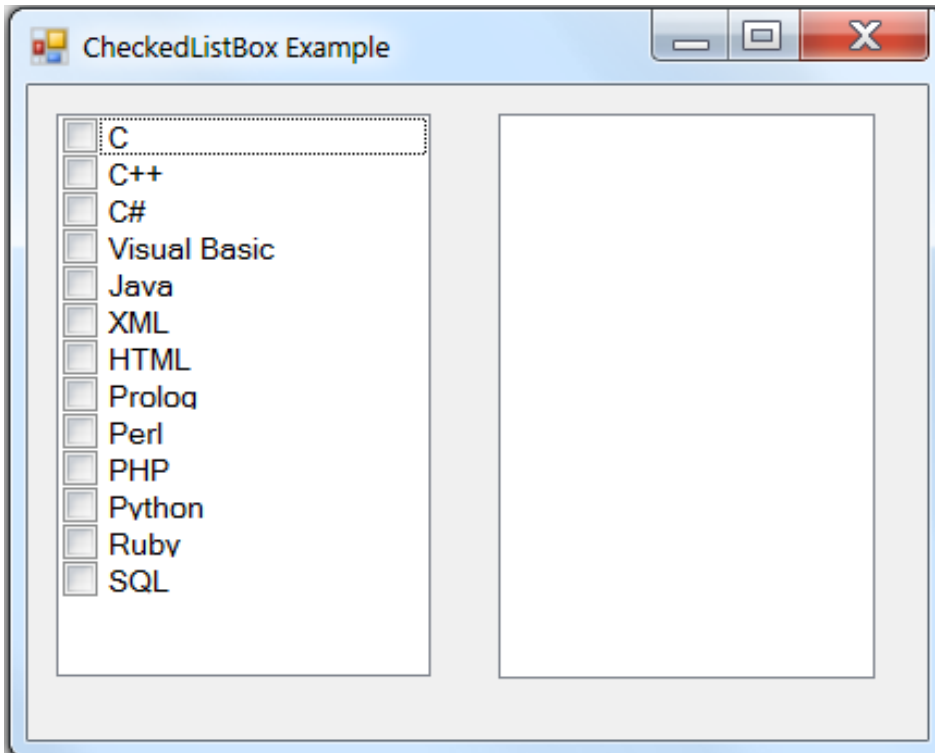 CheckedListBox Example
C
C++
C#
Visual Basic
Java
XML
HTML
Prolog
Perl
PHP
Python
Ruby
SQL